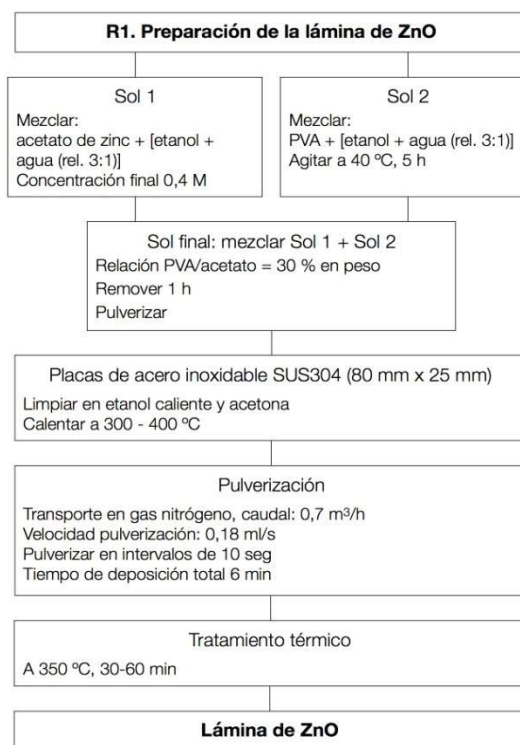 R1. Preparación de la lámina de ZnO
Sol 1
Mezclar:
acetato de zinc + [etanol +
agua (rel. 3:1)]
Concentración final 0,4 M
Sol 2
Mezclar:
PVA + [etanol + agua (rel. 3:1)]
Agitar a 40 ºC, 5 h
Sol final: mezclar Sol 1 + Sol 2
Relación PVA/acetato = 30 % en peso
Remover 1 h
Pulverizar
Placas de acero inoxidable SUS304 (80 mm x 25 mm)
Limpiar en etanol caliente y acetona
Calentar a 300 - 400 ºC
Pulverización
Transporte en gas nitrógeno, caudal: 0,7 m³/h
Velocidad pulverización: 0,18 ml/s
Pulverizar en intervalos de 10 seg
Tiempo de deposición total 6 min
Tratamiento térmico
A 350 ºC, 30-60 min
Lámina de ZnO